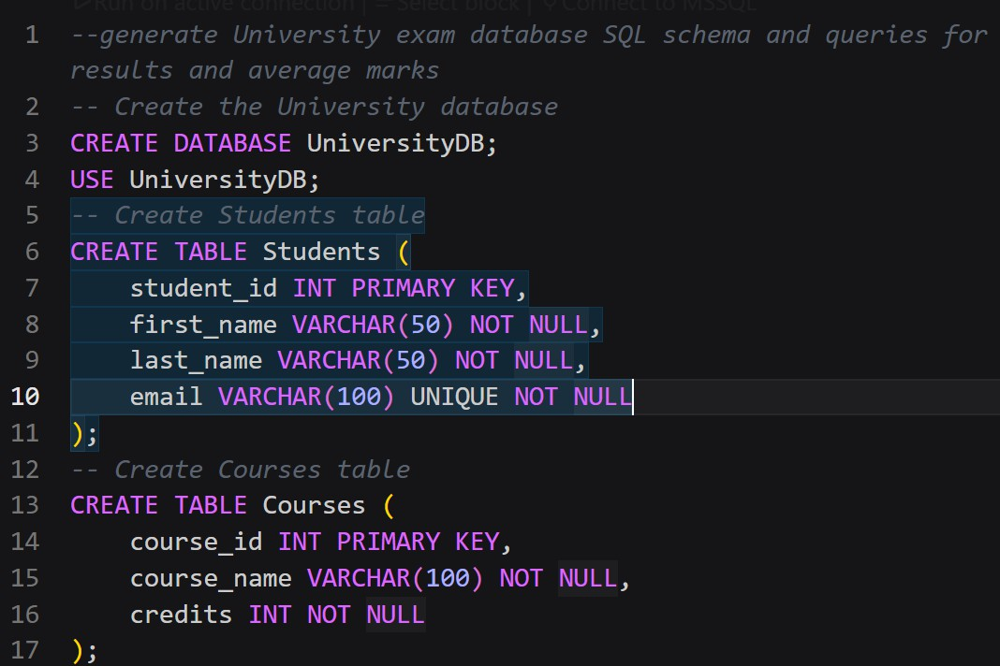 ▷Run on active connection | = Select block | Connect to MSSQL
1 --generate University exam database SQL schema and queries for
results and average marks
2 -- Create the University database
3 CREATE DATABASE UniversityDB;
4 USE UniversityDB;
5 -- Create Students table
6 CREATE TABLE Students (
7 student_id INT PRIMARY KEY,
8 first_name VARCHAR(50) NOT NULL,
9 last_name VARCHAR(50) NOT NULL,
10 email VARCHAR(100) UNIQUE NOT NULL
11 );
12 -- Create Courses table
13 CREATE TABLE Courses (
14 course_id INT PRIMARY KEY,
15 course_name VARCHAR(100) NOT NULL,
16 credits INT NOT NULL
17 );